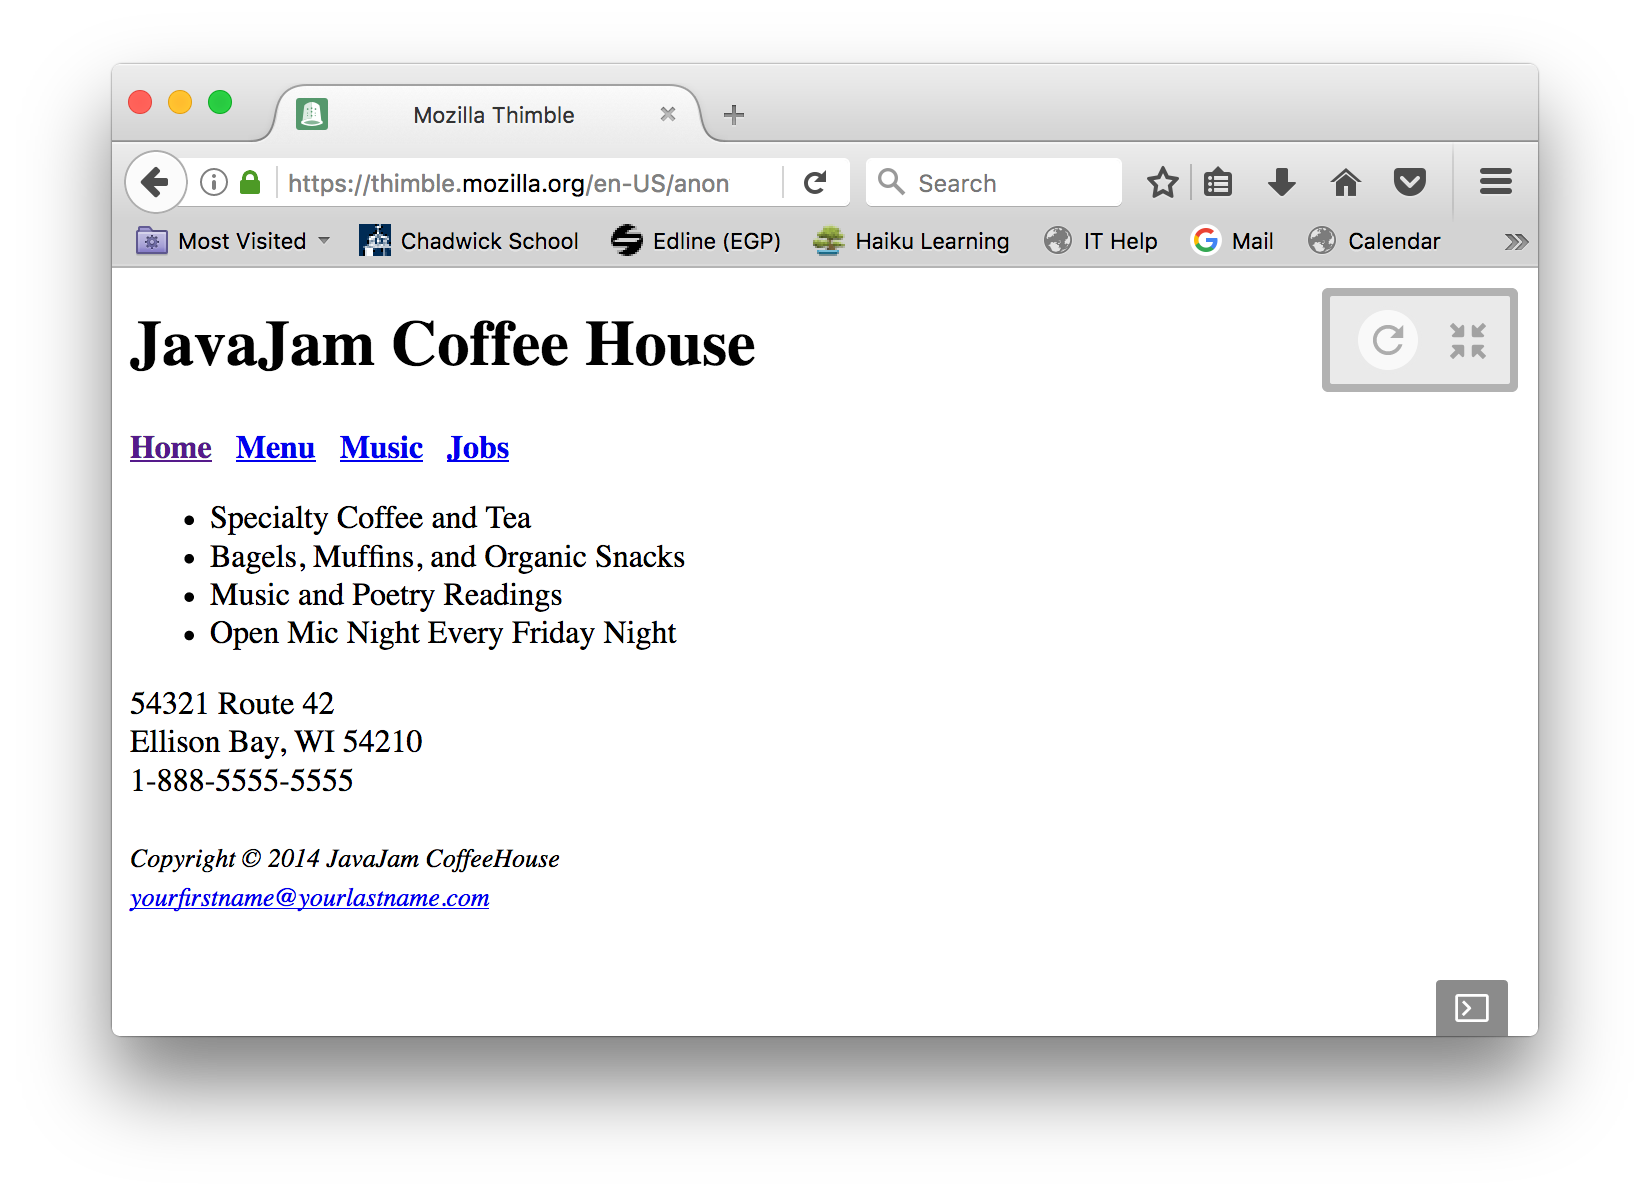 Mozilla Thimble
https://thimble.mozilla.org/en-US/anon
Search
Most Visited Chadwick School Edline (EGP) Haiku Learning IT Help Mail Calendar
JavaJam Coffee House
Home Menu Music Jobs
• Specialty Coffee and Tea
• Bagels, Muffins, and Organic Snacks
• Music and Poetry Readings
• Open Mic Night Every Friday Night
54321 Route 42
Ellison Bay, WI 54210
1-888-5555-5555
Copyright © 2014 JavaJam CoffeeHouse
yourfirstname@yourlastname.com